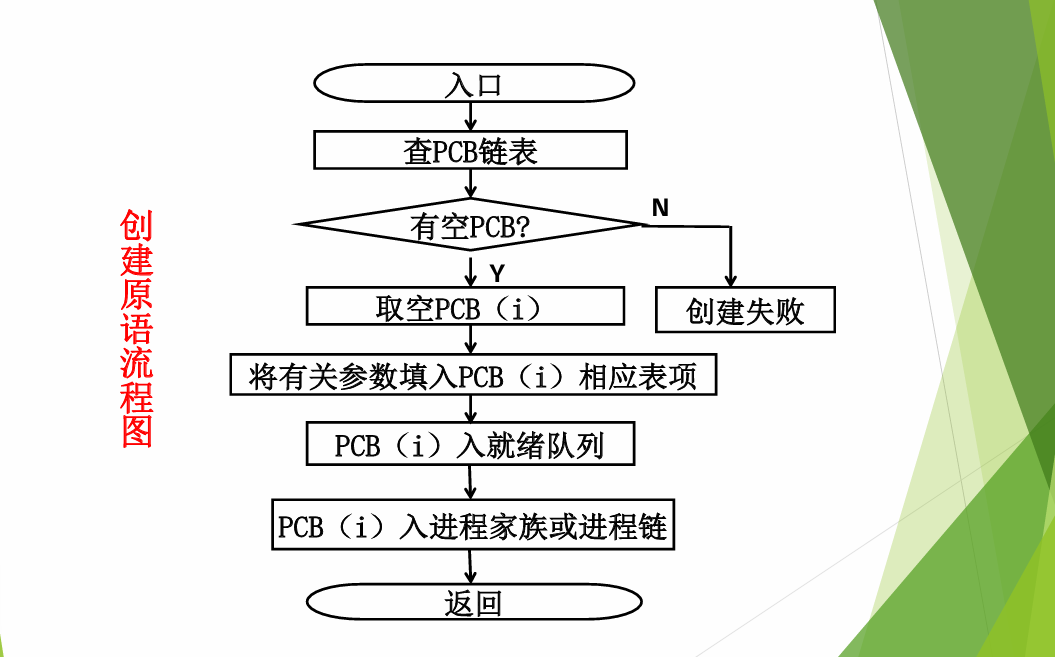 入口
查PCB链表
有空PCB?
N
Y
取空PCB（i）
创建失败
将有关参数填入PCB（i）相应表项
PCB（i）入就绪队列
PCB（i）入进程家族或进程链
返回
创建原语流程图